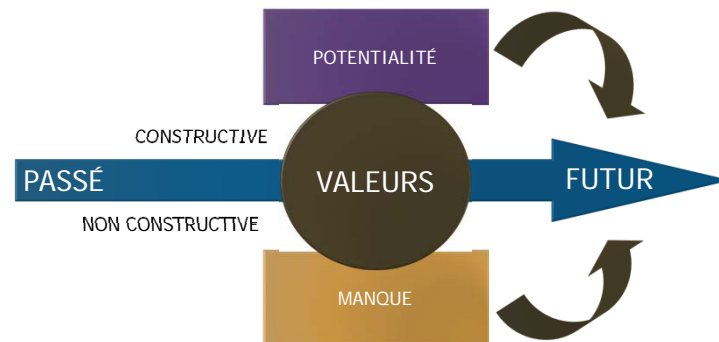 POTENTIALITÉ
CONSTRUCTIVE
PASSÉ
VALEURS
FUTUR
NON CONSTRUCTIVE
MANQUE